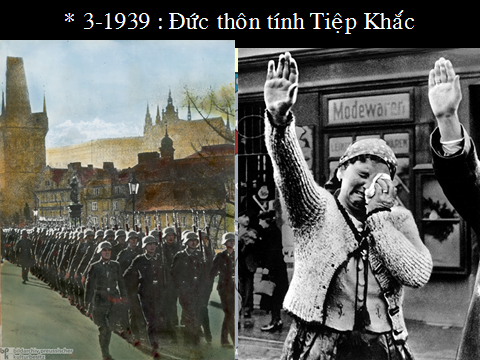 * 3-1939 : Đức thôn tính Tiệp Khắc
Modewaren